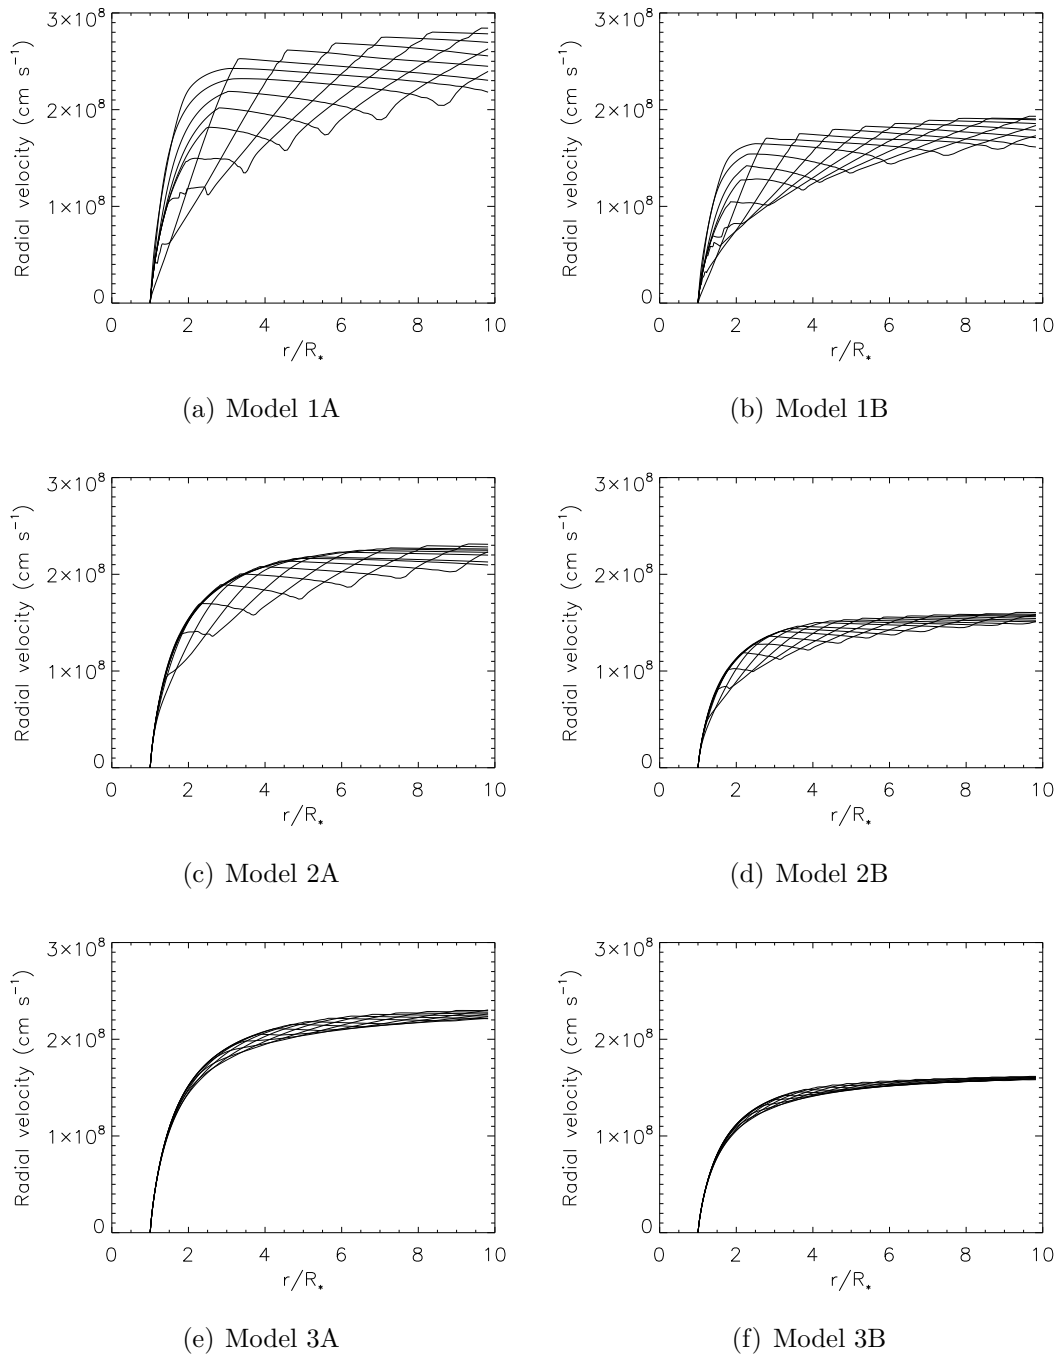 3×10⁸
2×10⁸
1×10⁸
0
Radial velocity (cm s⁻¹)
0 2 4 6 8 10
r/R*
(a) Model 1A
3×10⁸
2×10⁸
1×10⁸
0
Radial velocity (cm s⁻¹)
0 2 4 6 8 10
r/R*
(b) Model 1B
3×10⁸
2×10⁸
1×10⁸
0
Radial velocity (cm s⁻¹)
0 2 4 6 8 10
r/R*
(c) Model 2A
3×10⁸
2×10⁸
1×10⁸
0
Radial velocity (cm s⁻¹)
0 2 4 6 8 10
r/R*
(d) Model 2B
3×10⁸
2×10⁸
1×10⁸
0
Radial velocity (cm s⁻¹)
0 2 4 6 8 10
r/R*
(e) Model 3A
3×10⁸
2×10⁸
1×10⁸
0
Radial velocity (cm s⁻¹)
0 2 4 6 8 10
r/R*
(f) Model 3B